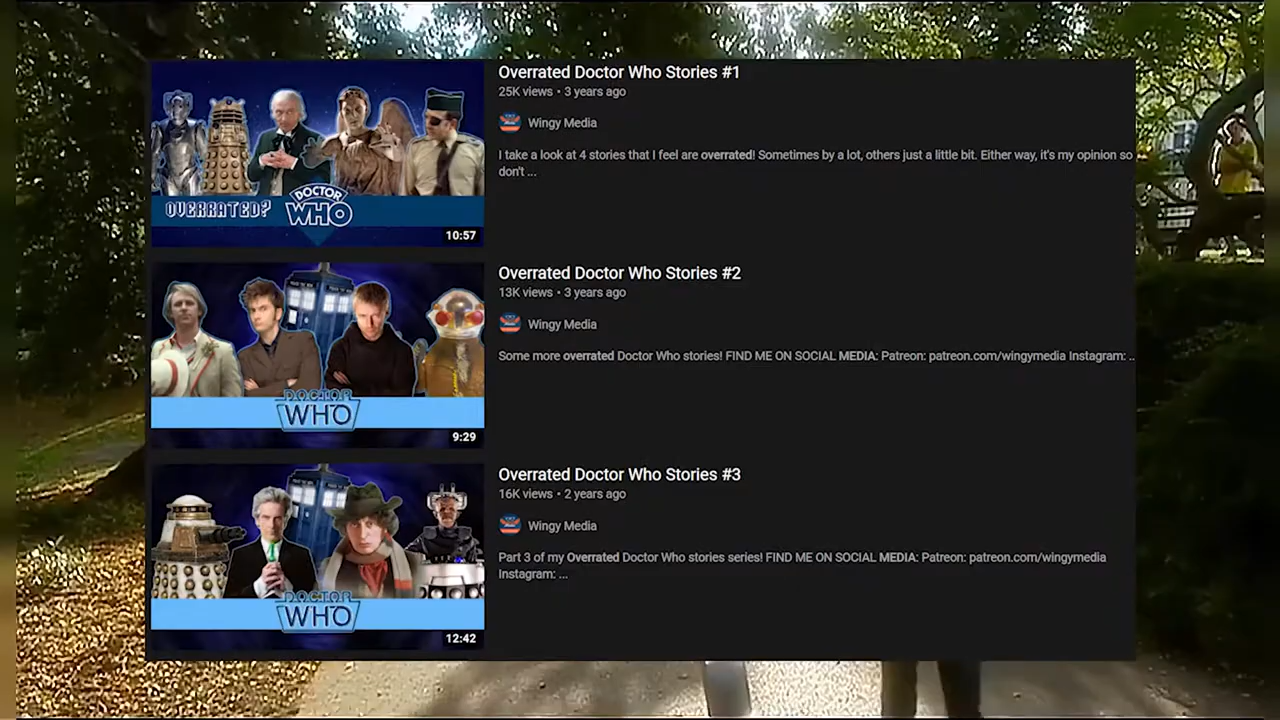 Overrated Doctor Who Stories #1
25K views • 3 years ago
Wingy Media
I take a look at 4 stories that I feel are overrated! Sometimes by a lot, others just a little bit. Either way, it's my opinion so
don't ...
OVERRATED?
DOCTOR
WHO
10:57
Overrated Doctor Who Stories #2
13K views • 3 years ago
Wingy Media
Some more overrated Doctor Who stories! FIND ME ON SOCIAL MEDIA: Patreon: patreon.com/wingymedia Instagram: ..
DOCTOR
WHO
9:29
Overrated Doctor Who Stories #3
16K views • 2 years ago
Wingy Media
Part 3 of my Overrated Doctor Who stories series! FIND ME ON SOCIAL MEDIA: Patreon: patreon.com/wingymedia
Instagram: ...
DOCTOR
WHO
12:42